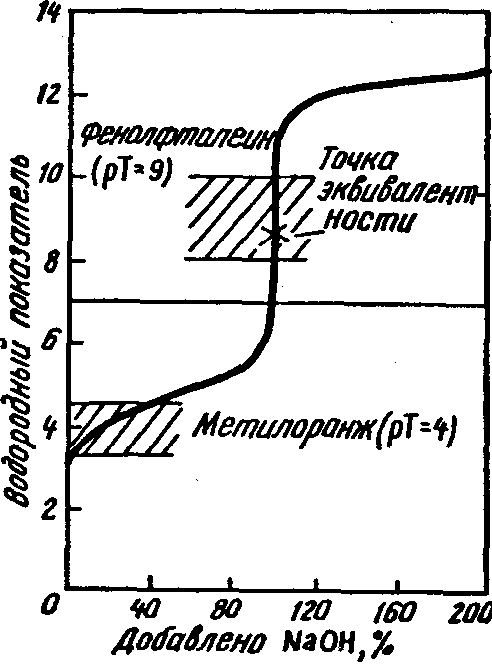 14
12
10
8
6
4
2
0
Водородный показатель
Фенолфталеин
(pT=9)
Точка
эквивалент-
ности
Метилоранж (pT=4)
40
80
120
160
200
Добавлено NaOH, %